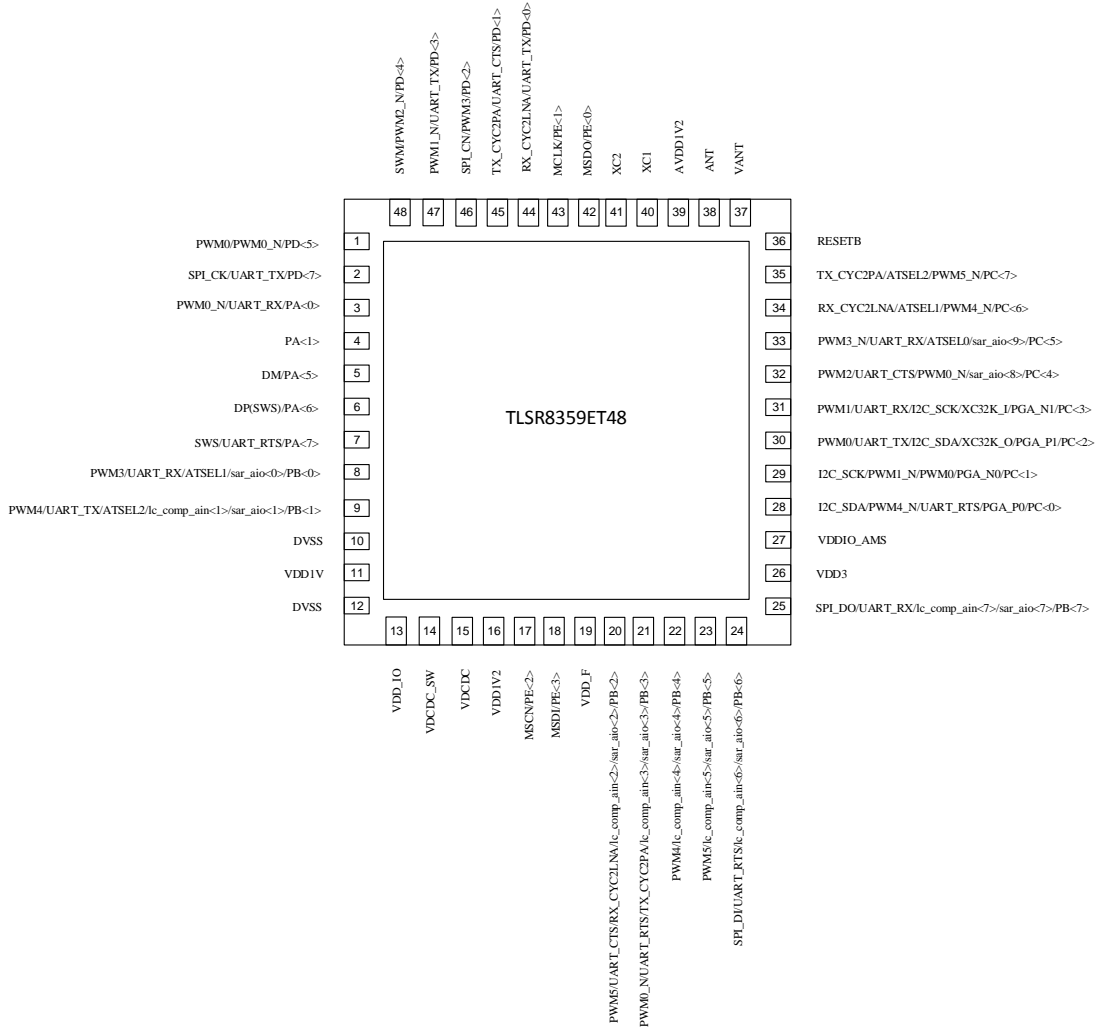 SWM/PWM2_N/PD<4>
PWM1_N/UART_TX/PD<3>
SPI_CN/PWM3/PD<2>
TX_CYC2PA/UART_CTS/PD<1>
RX_CYC2LNA/UART_TX/PD<0>
MCLK/PE<1>
MSDO/PE<0>
XC2
XC1
AVDD1V2
ANT
VANT
48
47
46
45
44
43
42
41
40
39
38
37
PWM0/PWM0_N/PD<5>
1
SPI_CK/UART_TX/PD<7>
2
PWM0_N/UART_RX/PA<0>
3
PA<1>
4
DM/PA<5>
5
DP(SWS)/PA<6>
6
SWS/UART_RTS/PA<7>
7
PWM3/UART_RX/ATSEL1/sar_aio<0>/PB<0>
8
PWM4/UART_TX/ATSEL2/lc_comp_ain<1>/sar_aio<1>/PB<1>
9
DVSS
10
VDD1V
11
DVSS
12
TLSR8359ET48
36
RESETB
35
TX_CYC2PA/ATSEL2/PWM5_N/PC<7>
34
RX_CYC2LNA/ATSEL1/PWM4_N/PC<6>
33
PWM3_N/UART_RX/ATSEL0/sar_aio<9>/PC<5>
32
PWM2/UART_CTS/PWM0_N/sar_aio<8>/PC<4>
31
PWM1/UART_RX/I2C_SCK/XC32K_I/PGA_N1/PC<3>
30
PWM0/UART_TX/I2C_SDA/XC32K_O/PGA_P1/PC<2>
29
I2C_SCK/PWM1_N/PWM0/PGA_N0/PC<1>
28
I2C_SDA/PWM4_N/UART_RTS/PGA_P0/PC<0>
27
VDDIO_AMS
26
VDD3
25
SPI_DO/UART_RX/lc_comp_ain<7>/sar_aio<7>/PB<7>
13
14
15
16
17
18
19
20
21
22
23
24
VDD_IO
VDCDC_SW
VDCDC
VDD1V2
MSCN/PE<2>
MSDI/PE<3>
VDD_F
PWM5/UART_CTS/RX_CYC2LNA/lc_comp_ain<2>/sar_aio<2>/PB<2>
PWM0_N/UART_RTS/TX_CYC2PA/lc_comp_ain<3>/sar_aio<3>/PB<3>
PWM4/lc_comp_ain<4>/sar_aio<4>/PB<4>
PWM5/lc_comp_ain<5>/sar_aio<5>/PB<5>
SPI_DI/UART_RTS/lc_comp_ain<6>/sar_aio<6>/PB<6>